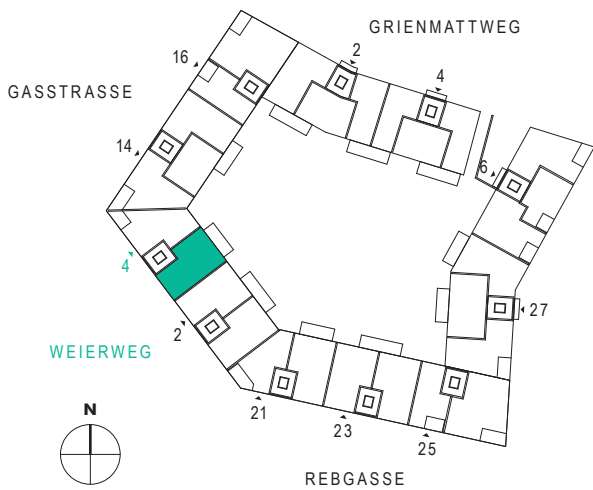 GRIENMATTWEG
2
16
4
GASSTRASSE
14
6
4
27
2
WEIERWEG
21
23
25
N
REBGASSE